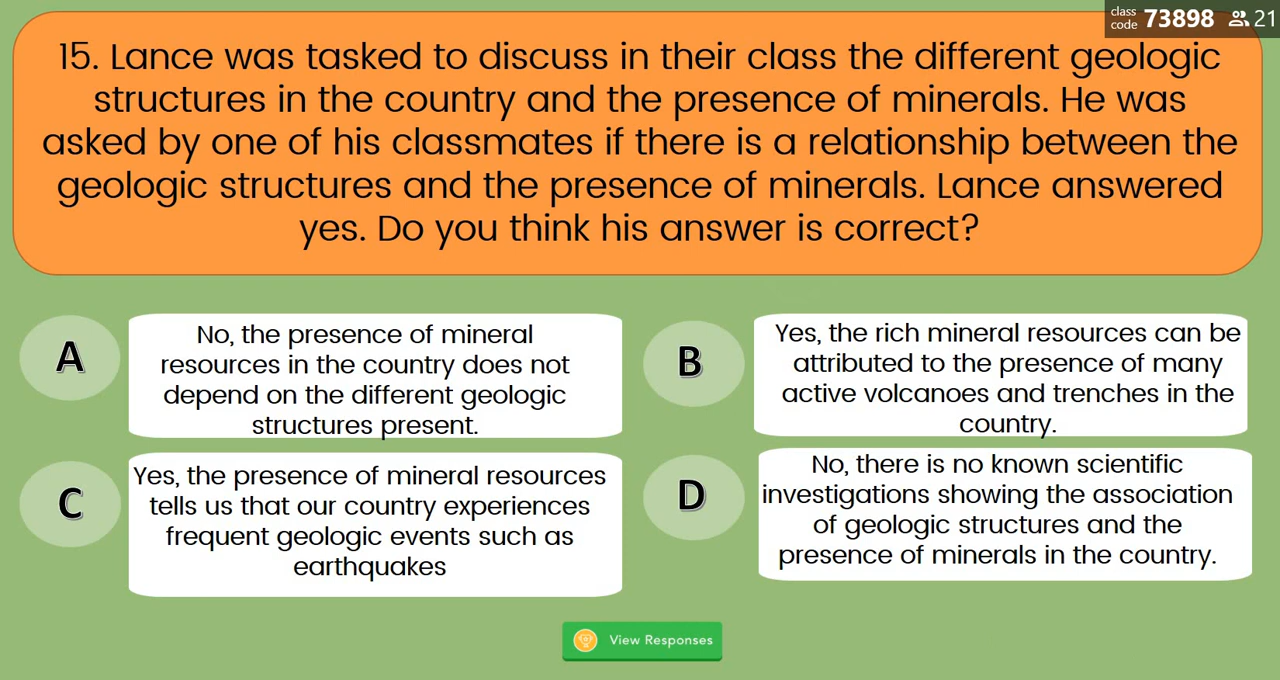 class
code 73898 21
15. Lance was tasked to discuss in their class the different geologic
structures in the country and the presence of minerals. He was
asked by one of his classmates if there is a relationship between the
geologic structures and the presence of minerals. Lance answered
yes. Do you think his answer is correct?
A
No, the presence of mineral
resources in the country does not
depend on the different geologic
structures present.
B
Yes, the rich mineral resources can be
attributed to the presence of many
active volcanoes and trenches in the
country.
C
Yes, the presence of mineral resources
tells us that our country experiences
frequent geologic events such as
earthquakes
D
No, there is no known scientific
investigations showing the association
of geologic structures and the
presence of minerals in the country.
View Responses